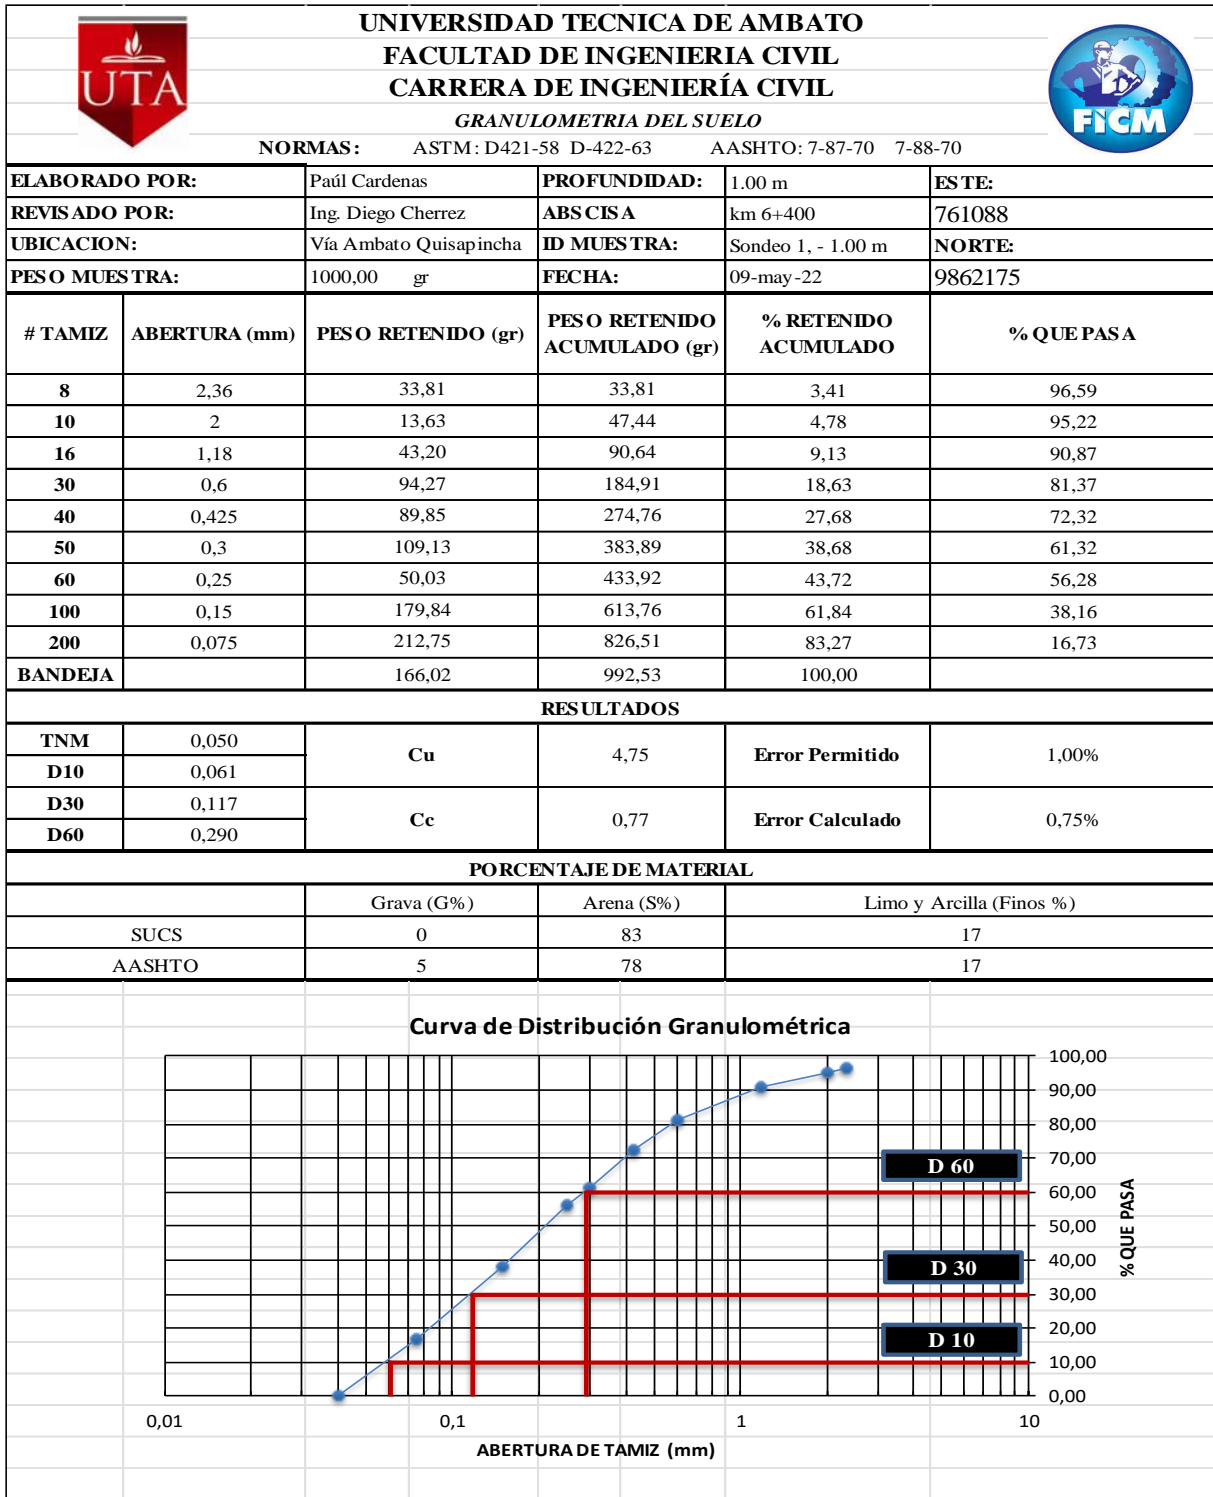 UTA
UNIVERSIDAD TECNICA DE AMBATO
FACULTAD DE INGENIERIA CIVIL
CARRERA DE INGENIERÍA CIVIL
GRANULOMETRIA DEL SUELO
NORMAS: ASTM: D421-58 D-422-63 AASHTO: 7-87-70 7-88-70
FICM
ELABORADO POR: Paúl Cardenas PROFUNDIDAD: 1.00 m ESTE:
REVISADO POR: Ing. Diego Cherrez ABSCISA km 6+400 761088
UBICACION: Vía Ambato Quisapincha ID MUESTRA: Sondeo 1, - 1.00 m NORTE:
PESO MUESTRA: 1000,00 gr FECHA: 09-may-22 9862175
# TAMIZ ABERTURA (mm) PESO RETENIDO (gr) PESO RETENIDO ACUMULADO (gr) % RETENIDO ACUMULADO % QUE PASA
8 2,36 33,81 33,81 3,41 96,59
10 2 13,63 47,44 4,78 95,22
16 1,18 43,20 90,64 9,13 90,87
30 0,6 94,27 184,91 18,63 81,37
40 0,425 89,85 274,76 27,68 72,32
50 0,3 109,13 383,89 38,68 61,32
60 0,25 50,03 433,92 43,72 56,28
100 0,15 179,84 613,76 61,84 38,16
200 0,075 212,75 826,51 83,27 16,73
BANDEJA 166,02 992,53 100,00
RESULTADOS
TNM 0,050 Cu 4,75 Error Permitido 1,00%
D10 0,061
D30 0,117 Cc 0,77 Error Calculado 0,75%
D60 0,290
PORCENTAJE DE MATERIAL
Grava (G%) Arena (S%) Limo y Arcilla (Finos %)
SUCS 0 83 17
AASHTO 5 78 17
Curva de Distribución Granulométrica
100,00
90,00
80,00
70,00
D 60
60,00
50,00
40,00
D 30
30,00
20,00
D 10
10,00
0,00
% QUE PASA
0,01 0,1 1 10
ABERTURA DE TAMIZ (mm)